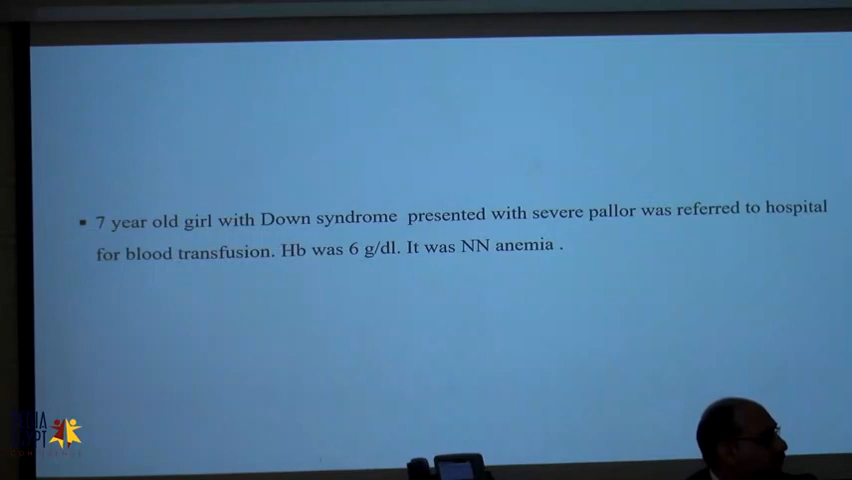 ▪ 7 year old girl with Down syndrome presented with severe pallor was referred to hospital
for blood transfusion. Hb was 6 g/dl. It was NN anemia .